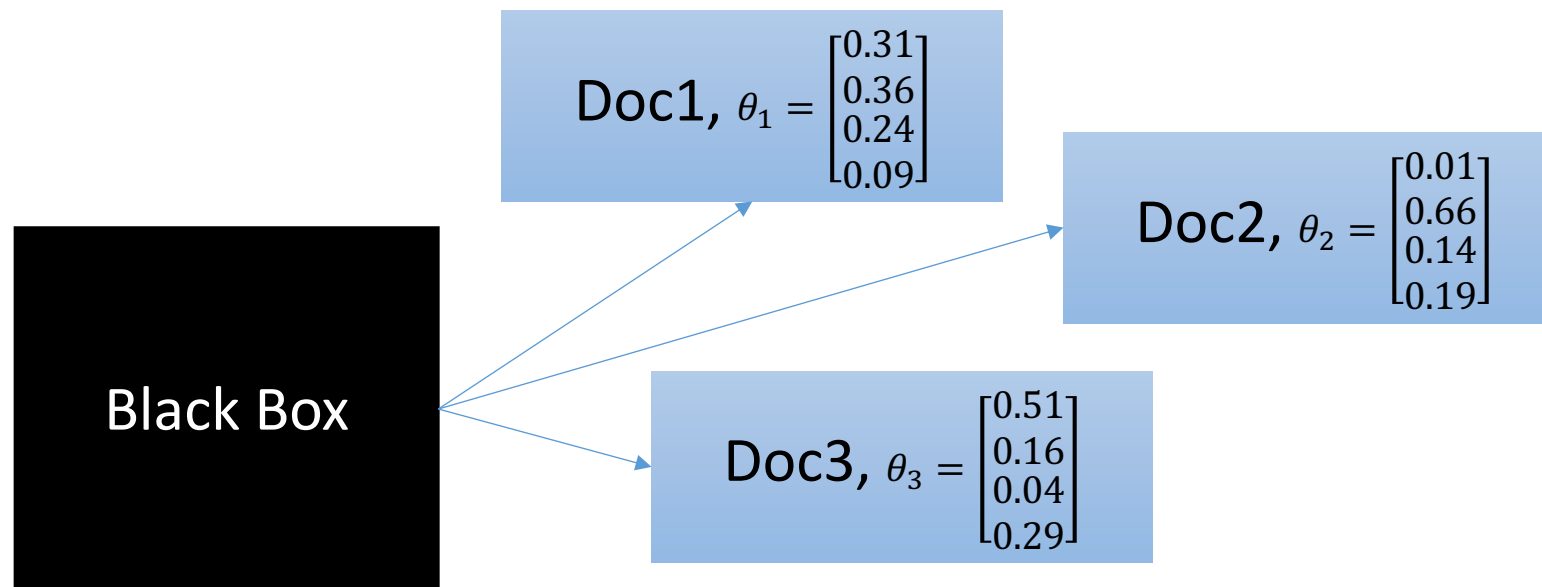 Doc1, θ₁ = [0.31
0.36
0.24
0.09]
Doc2, θ₂ = [0.01
0.66
0.14
0.19]
Black Box
Doc3, θ₃ = [0.51
0.16
0.04
0.29]